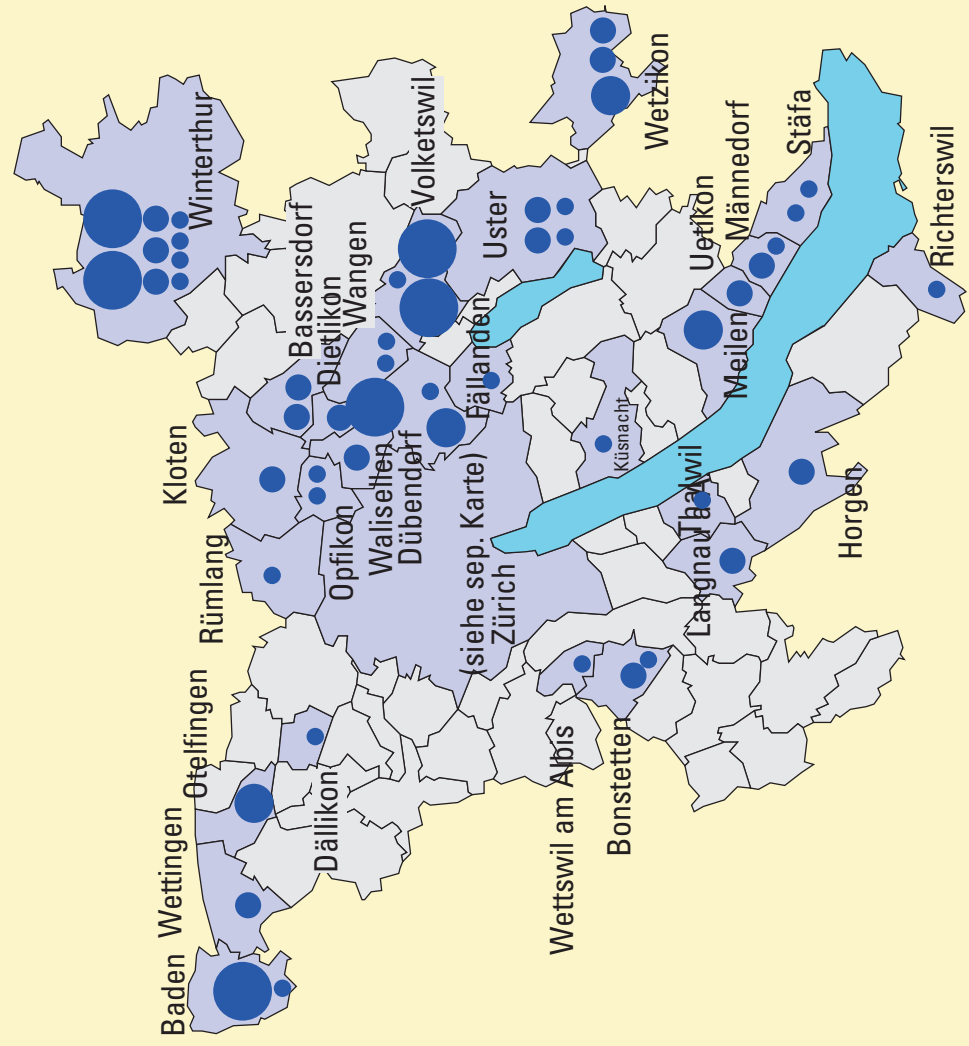 Baden
Wettingen
Otelfingen
Dällikon
Rümlang
Kloten
Opfikon
Walisellen
Dübendorf
Bassersdorf
Dietlikon
Wangen
Winterthur
Volketswil
Fällanden
Uster
Wetzikon
(siehe sep. Karte)
Zürich
Küsnacht
Uetikon
Männedorf
Stäfa
Meilen
Richterswil
Thalwil
Langnau a.A.
Horgen
Wettswil am Albis
Bonstetten